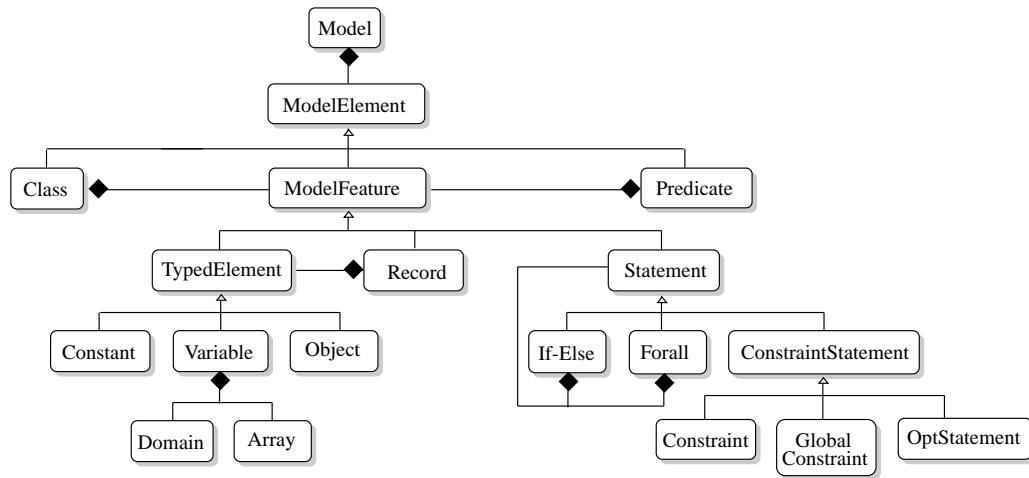 Model
ModelElement
Class
ModelFeature
Predicate
TypedElement
Record
Statement
Constant
Variable
Object
If-Else
Forall
ConstraintStatement
Domain
Array
Constraint
Global
Constraint
OptStatement